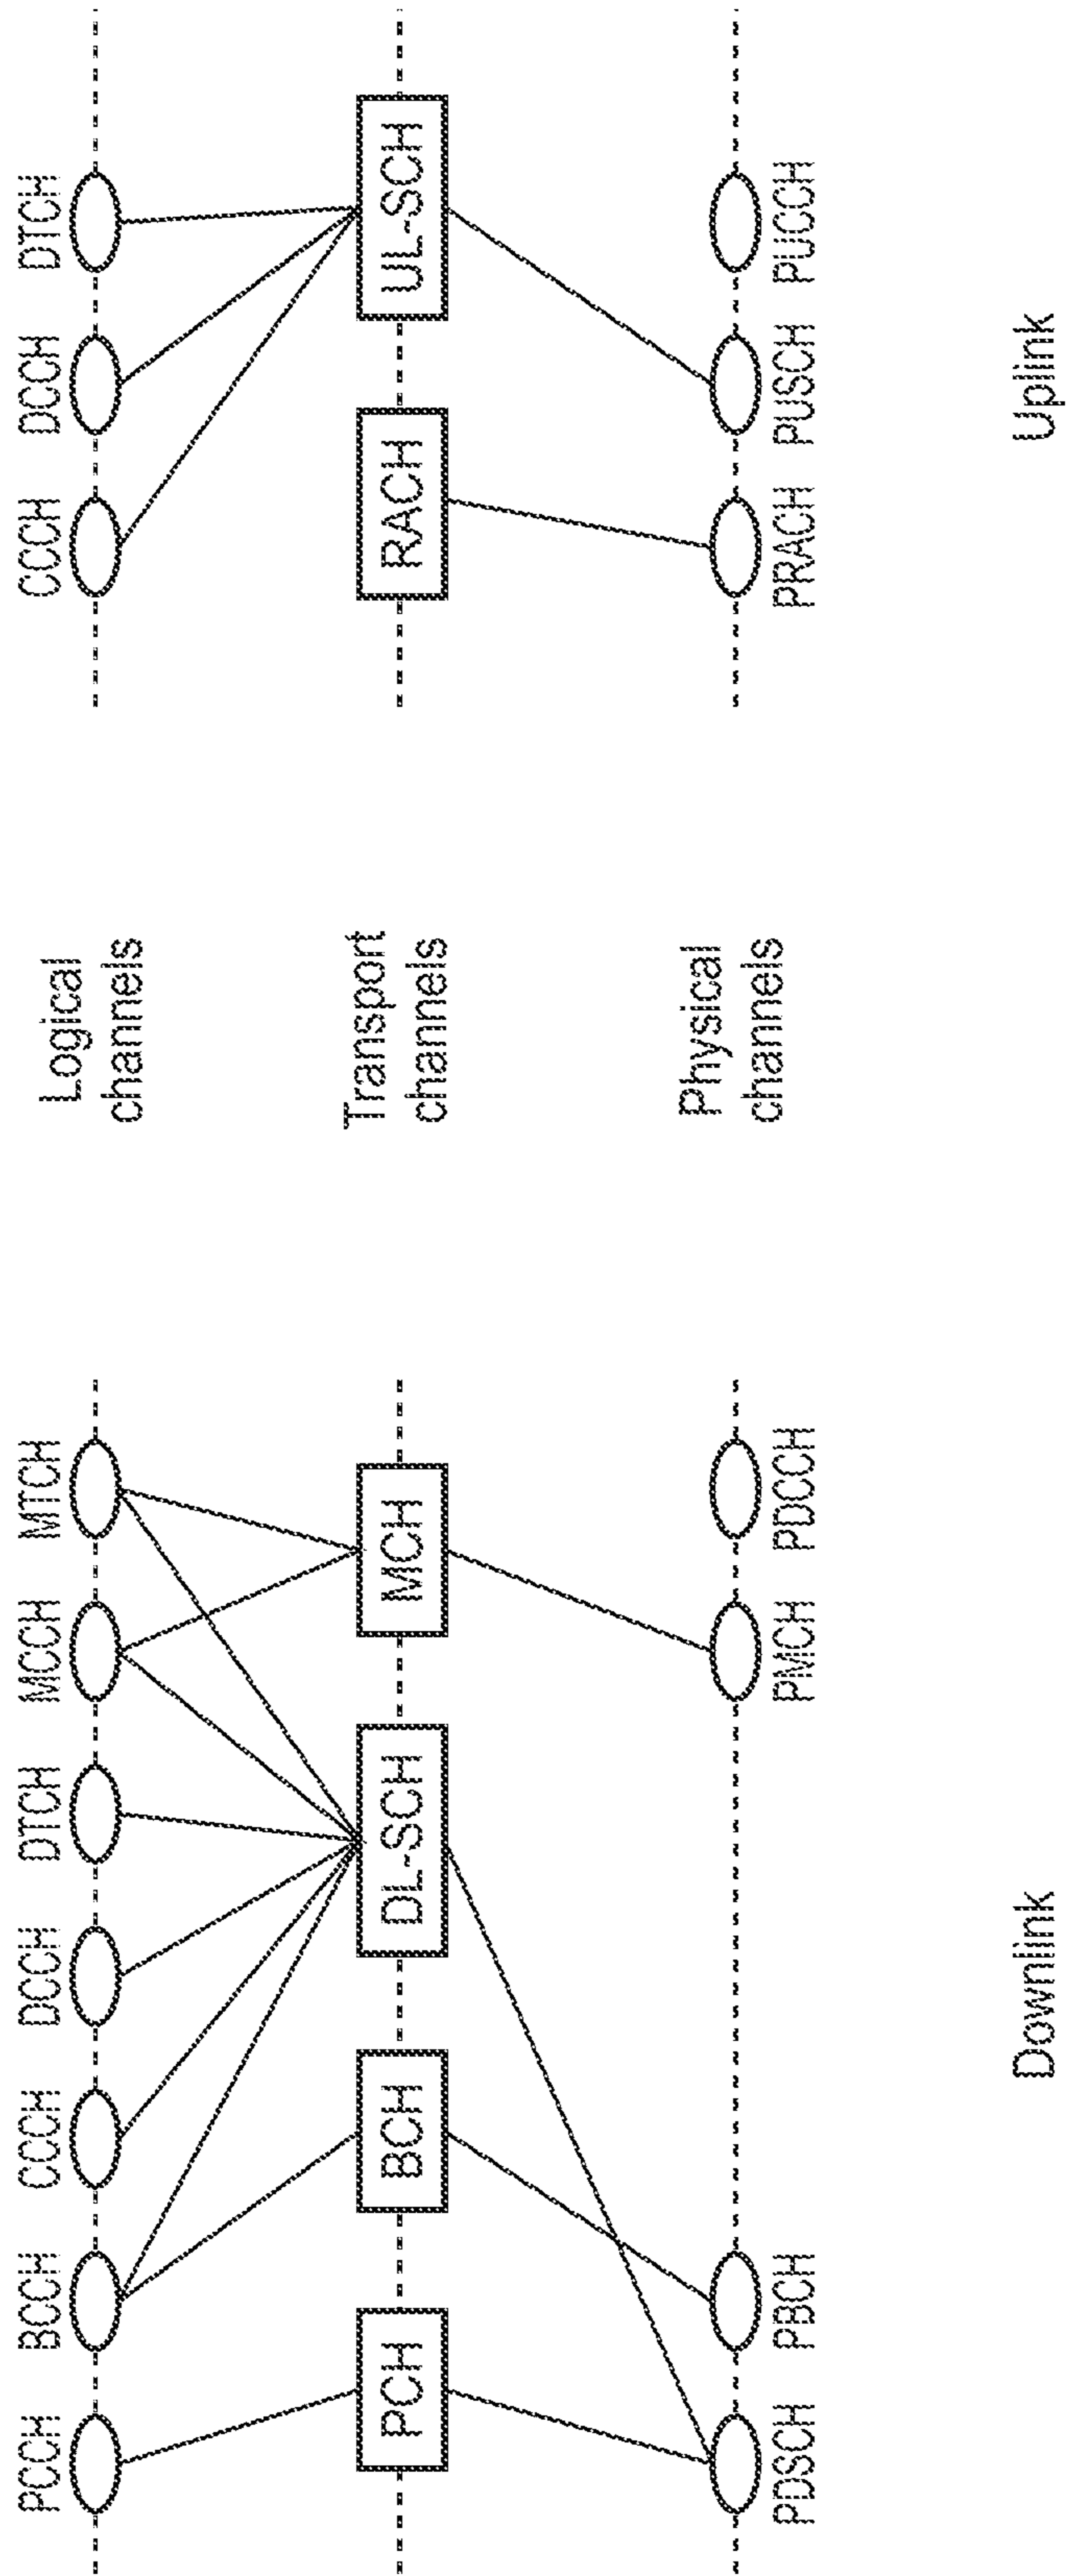 PCCH
BCCH
CCCH
DCCH
DTCH
MCCH
MTCH
Logical
channels
CCCH
DCCH
DTCH
PCH
BCH
DL-SCH
MCH
Transport
channels
RACH
UL-SCH
PDSCH
PBCH
PMCH
PDCCH
Physical
channels
PRACH
PUSCH
PUCCH
Downlink
Uplink